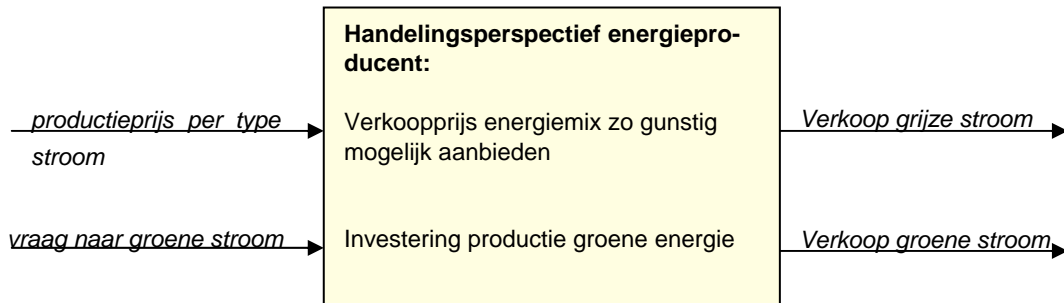 Handelingsperspectief energiepro-
ducent:
productieprijs per type
stroom
Verkoopprijs energiemix zo gunstig
mogelijk aanbieden
Verkoop grijze stroom
vraag naar groene stroom
Investering productie groene energie
Verkoop groene stroom